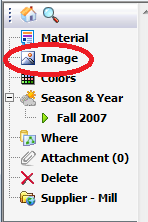 Material
Image
Colors
Season & Year
Fall 2007
Where
Attachment (0)
Delete
Supplier - Mill